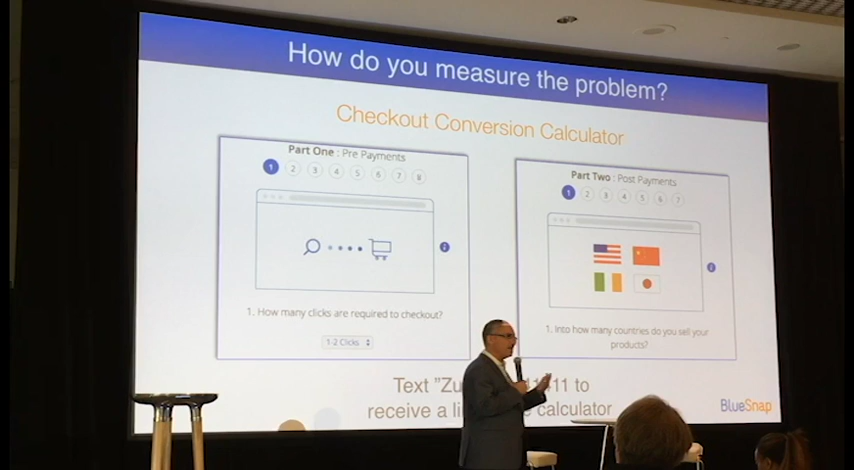 How do you measure the problem?
Checkout Conversion Calculator
Part One : Pre Payments
1 2 3 4 5 6 7 8
1. How many clicks are required to checkout?
1-2 Clicks
Part Two : Post Payments
1 2 3 4 5 6 7
1. Into how many countries do you sell your
products?
Text to
receive a calculator
BlueSnap